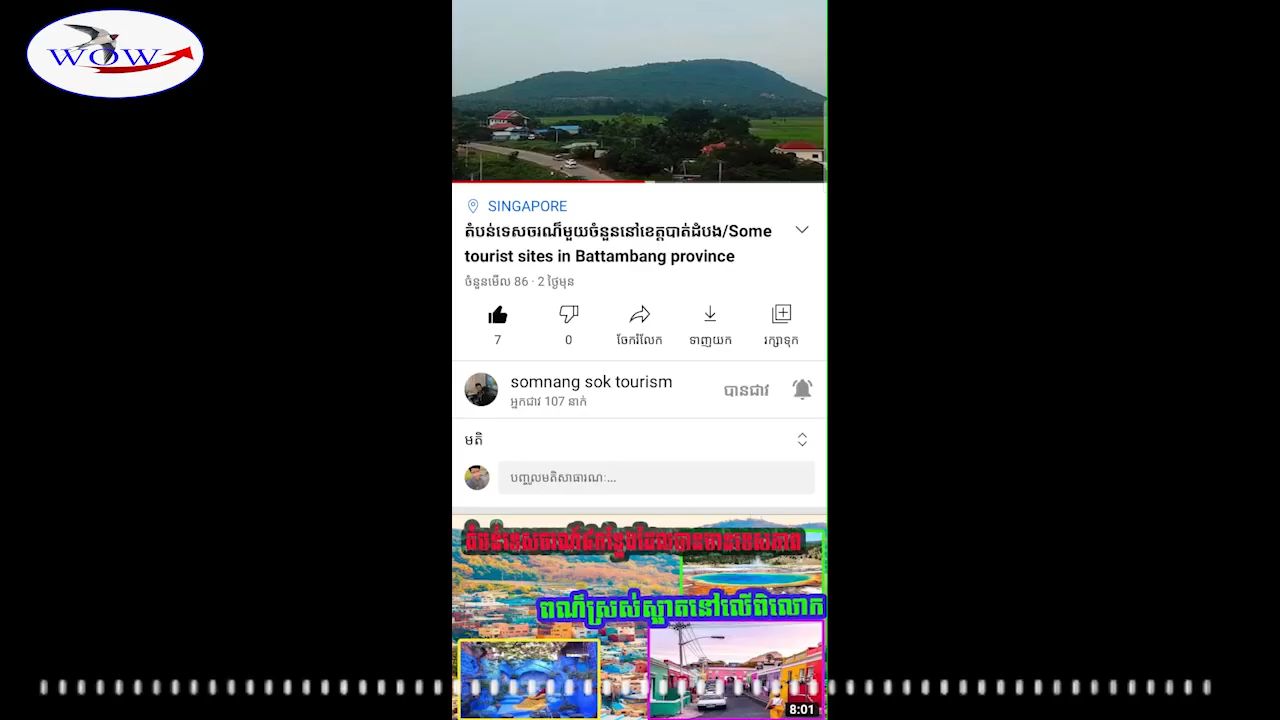 WOW
SINGAPORE
តំបន់ទេសចរណ៏មួយចំនួននៅខេត្តបាត់ដំបង/Some
tourist sites in Battambang province
ចំនួនមើល 86 · 2 ថ្ងៃមុន
7
0
ចែករំលែក
ទាញយក
រក្សាទុក
somnang sok tourism
បានជាវ
អ្នកជាវ 107 នាក់
មតិ
បញ្ចូលមតិសាធារណៈ...
ពណ៌ស្រស់ស្អាតនៅលើពិលោក
8:01